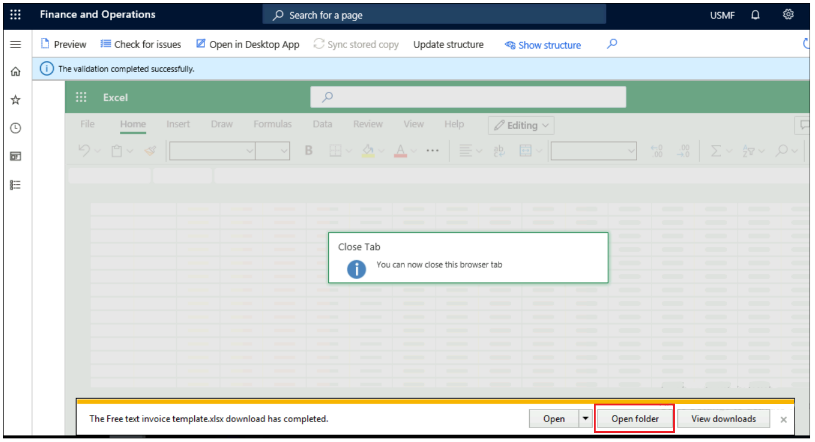 Finance and Operations Search for a page USMF
Preview Check for issues Open in Desktop App Sync stored copy Update structure Show structure
The validation completed successfully.
Excel
File Home Insert Draw Formulas Data Review View Help Editing
B A
Close Tab
You can now close this browser tab
The Free text invoice template.xlsx download has completed. Open Open folder View downloads